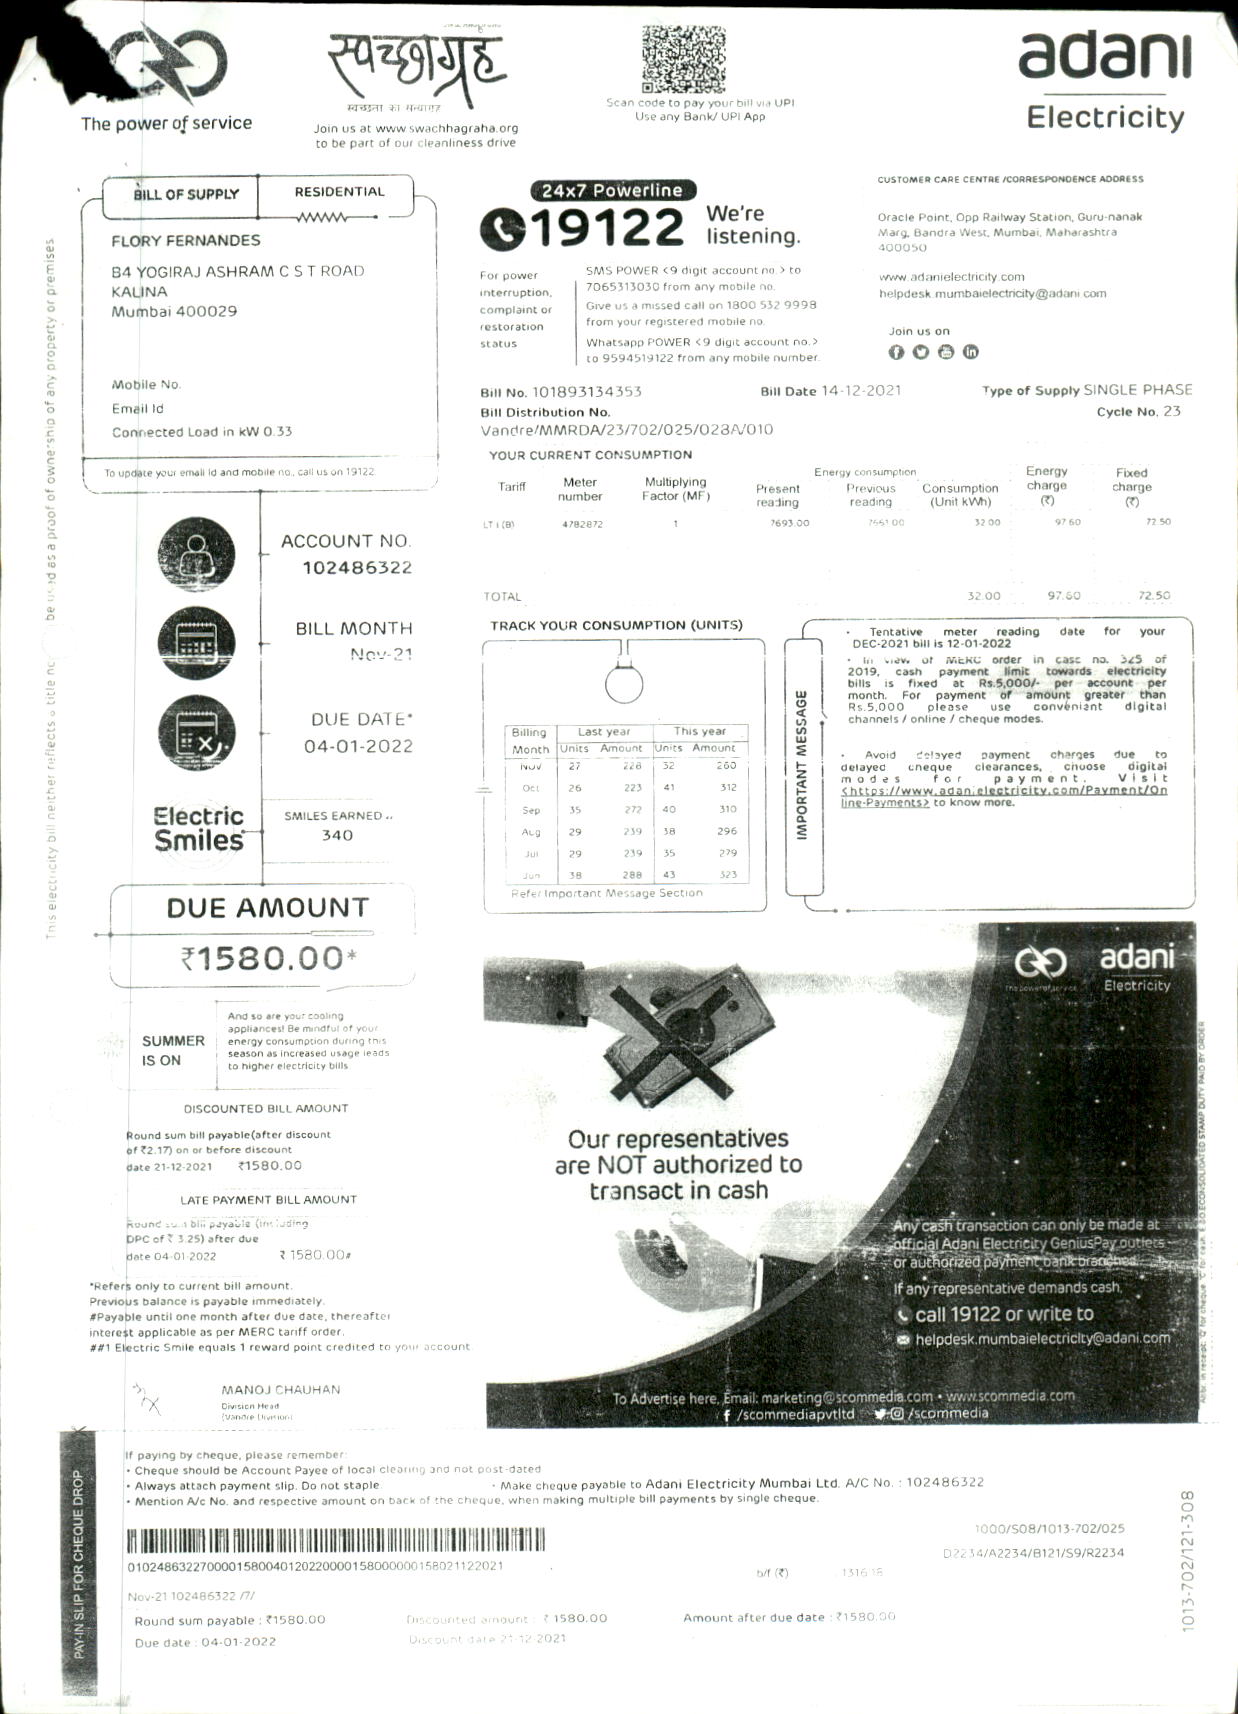 The power of service
स्वच्छाग्रह
स्वच्छता का सत्याग्रह
Join us at www.swachhagraha.org
to be part of our cleanliness drive
Scan code to pay your bill via UPI
Use any Bank/ UPI App
adani
Electricity
BILL OF SUPPLY
RESIDENTIAL
FLORY FERNANDES
B4 YOGIRAJ ASHRAM C S T ROAD
KALINA
Mumbai 400029
Mobile No.
Email Id
Connected Load in kW 0.33
To update your email id and mobile no., call us on 19122
24x7 Powerline
19122 We're
listening.
For power
interruption,
complaint or
restoration
status
SMS POWER <9 digit account no.> to
7065313030 from any mobile no.
Give us a missed call on 1800 532 9998
from your registered mobile no.
Whatsapp POWER <9 digit account no.>
to 9594519122 from any mobile number.
CUSTOMER CARE CENTRE /CORRESPONDENCE ADDRESS
Oracle Point, Opp Railway Station, Guru-nanak
Marg, Bandra West, Mumbai, Maharashtra
400050
www.adanielectricity.com
helpdesk.mumbaielectricity@adani.com
Join us on
Bill No. 101893134353 Bill Date 14-12-2021 Type of Supply SINGLE PHASE
Bill Distribution No. Cycle No. 23
Vandre/MMRDA/23/702/025/028A/010
YOUR CURRENT CONSUMPTION
Tariff Meter number Multiplying Factor (MF) Energy consumption Present reading Previous reading Consumption (Unit kWh) Energy charge (₹) Fixed charge (₹)
LT I (B) 4782872 1 7693.00 7661.00 32.00 97.60 72.50
TOTAL 32.00 97.60 72.50
ACCOUNT NO.
102486322
BILL MONTH
Nov-21
DUE DATE*
04-01-2022
Electric
Smiles
SMILES EARNED
340
TRACK YOUR CONSUMPTION (UNITS)
Billing Last year This year
Month Units Amount Units Amount
Nov 27 228 32 260
Oct 26 223 41 312
Sep 35 272 40 310
Aug 29 239 38 296
Jul 29 239 35 279
Jun 38 288 43 323
Refer Important Message Section
IMPORTANT MESSAGE
• Tentative meter reading date for your
DEC-2021 bill is 12-01-2022
• In view of MERC order in case no. 325 of
2019, cash payment limit towards electricity
bills is fixed at Rs.5,000/- per account per
month. For payment of amount greater than
Rs.5,000 please use convenient digital
channels / online / cheque modes.
• Avoid delayed payment charges due to
delayed cheque clearances, choose digital
modes for payment. Visit
<https://www.adanielectricity.com/Payment/On
line-Payments> to know more.
DUE AMOUNT
₹1580.00*
SUMMER
IS ON
And so are your cooling
appliances! Be mindful of your
energy consumption during this
season as increased usage leads
to higher electricity bills
DISCOUNTED BILL AMOUNT
Round sum bill payable(after discount
of ₹2.17) on or before discount
date 21-12-2021 ₹1580.00
LATE PAYMENT BILL AMOUNT
Round sum bill payable (including
DPC of ₹ 3.25) after due
date 04-01-2022 ₹ 1580.00#
*Refers only to current bill amount.
Previous balance is payable immediately.
#Payable until one month after due date, thereafter
interest applicable as per MERC tariff order.
##1 Electric Smile equals 1 reward point credited to your account.
MANOJ CHAUHAN
Division Head
(Vandre Division)
adani
Electricity
The power of service
Our representatives
are NOT authorized to
transact in cash
Any cash transaction can only be made at
official Adani Electricity GeniusPay outlets
or authorized payment bank branches.
If any representative demands cash,
call 19122 or write to
helpdesk.mumbaielectricity@adani.com
To Advertise here, Email: marketing@scommedia.com • www.scommedia.com
/scommediapvtltd /scommedia
PAY-IN SLIP FOR CHEQUE DROP
If paying by cheque, please remember:
• Cheque should be Account Payee of local clearing and not post-dated
• Always attach payment slip. Do not staple. • Make cheque payable to Adani Electricity Mumbai Ltd. A/C No. : 102486322
• Mention A/c No. and respective amount on back of the cheque, when making multiple bill payments by single cheque.
1000/S08/1013-702/025
D2234/A2234/B121/S9/R2234
b/f (₹) 1316.18
Nov-21 102486322 /7/
Round sum payable : ₹1580.00 Discounted amount : ₹ 1580.00 Amount after due date : ₹1580.00
Due date : 04-01-2022 Discount date 21-12-2021
1013-702/121-308